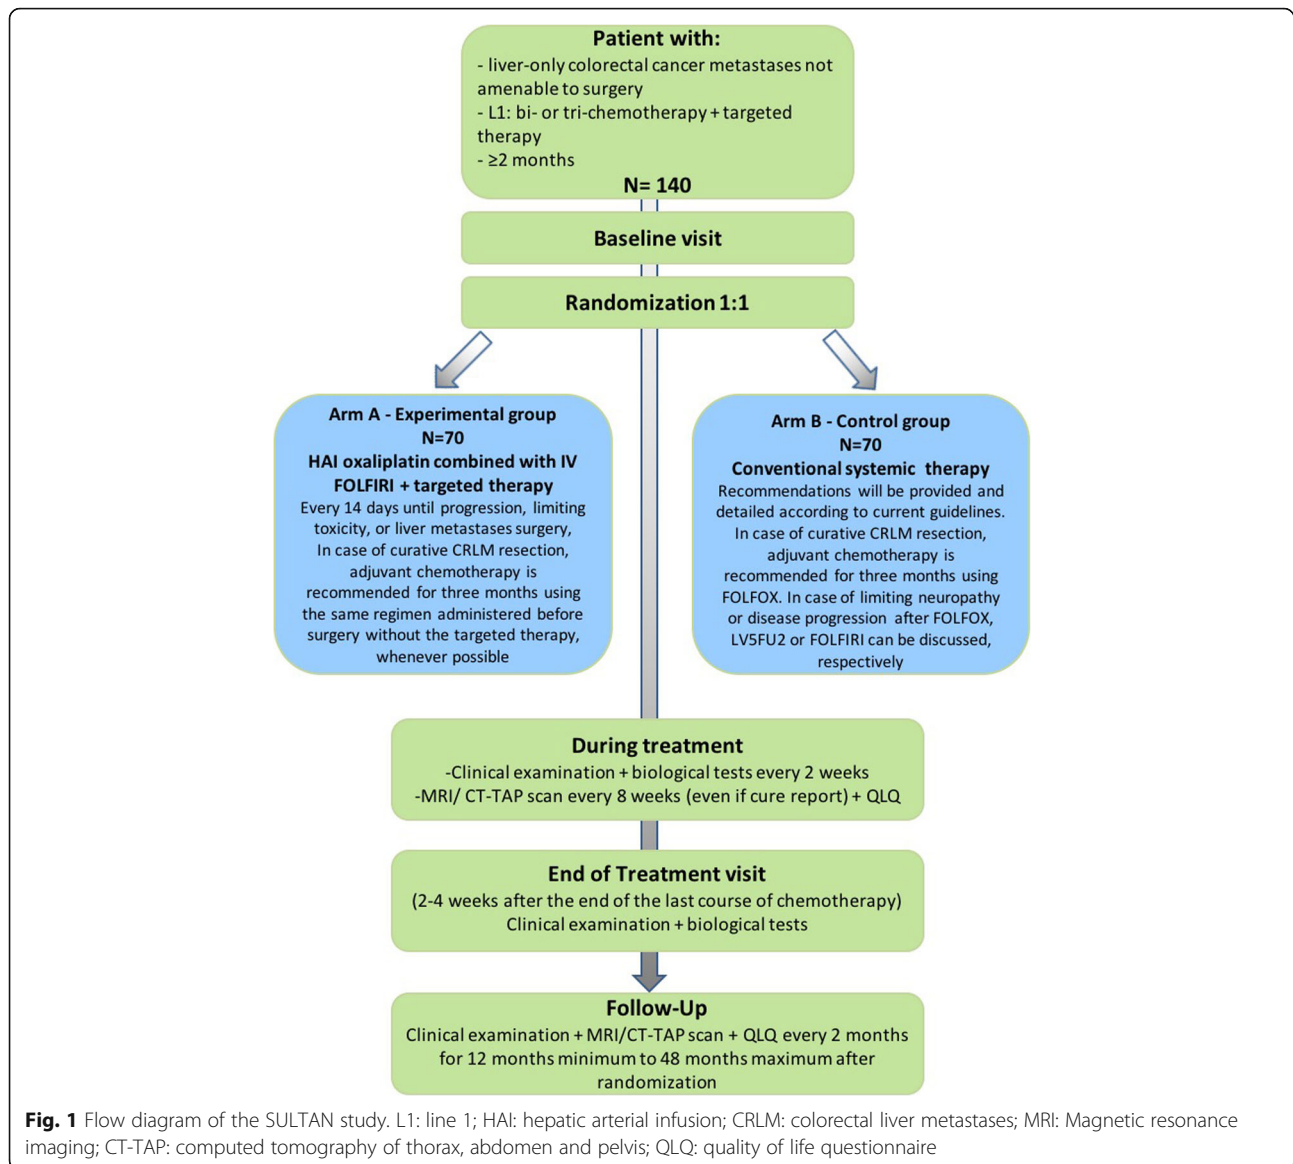 Patient with:
- liver-only colorectal cancer metastases not
amenable to surgery
- L1: bi- or tri-chemotherapy + targeted
therapy
- ≥2 months
N= 140
Baseline visit
Randomization 1:1
Arm A - Experimental group
N=70
HAI oxaliplatin combined with IV
FOLFIRI + targeted therapy
Every 14 days until progression, limiting
toxicity, or liver metastases surgery,
In case of curative CRLM resection,
adjuvant chemotherapy is
recommended for three months using
the same regimen administered before
surgery without the targeted therapy,
whenever possible
Arm B - Control group
N=70
Conventional systemic therapy
Recommendations will be provided and
detailed according to current guidelines.
In case of curative CRLM resection,
adjuvant chemotherapy is
recommended for three months using
FOLFOX. In case of limiting neuropathy
or disease progression after FOLFOX,
LV5FU2 or FOLFIRI can be discussed,
respectively
During treatment
-Clinical examination + biological tests every 2 weeks
-MRI/ CT-TAP scan every 8 weeks (even if cure report) + QLQ
End of Treatment visit
(2-4 weeks after the end of the last course of chemotherapy)
Clinical examination + biological tests
Follow-Up
Clinical examination + MRI/CT-TAP scan + QLQ every 2 months
for 12 months minimum to 48 months maximum after
randomization
Fig. 1 Flow diagram of the SULTAN study. L1: line 1; HAI: hepatic arterial infusion; CRLM: colorectal liver metastases; MRI: Magnetic resonance
imaging; CT-TAP: computed tomography of thorax, abdomen and pelvis; QLQ: quality of life questionnaire